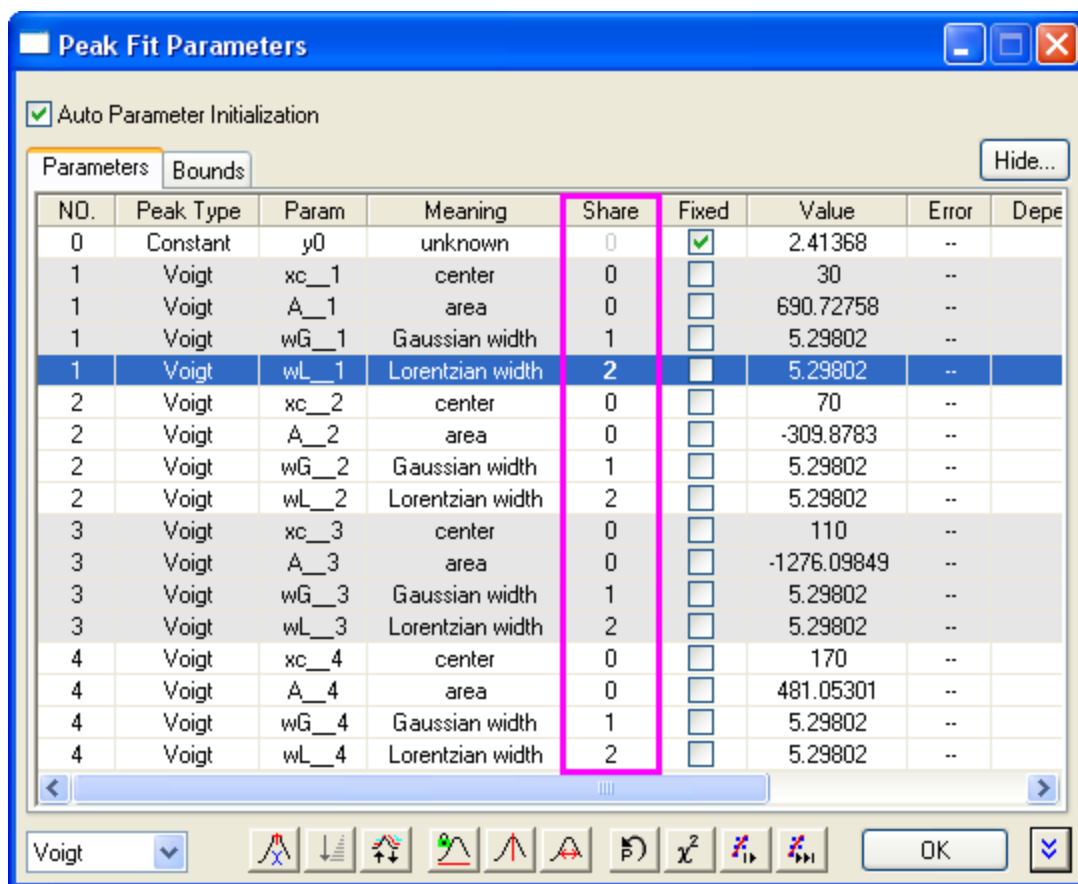 Peak Fit Parameters
Auto Parameter Initialization
Parameters Bounds Hide...
NO. Peak Type Param Meaning Share Fixed Value Error Depe
0 Constant y0 unknown 0 2.41368 --
1 Voigt xc__1 center 0 30 --
1 Voigt A__1 area 0 690.72758 --
1 Voigt wG__1 Gaussian width 1 5.29802 --
1 Voigt wL__1 Lorentzian width 2 5.29802 --
2 Voigt xc__2 center 0 70 --
2 Voigt A__2 area 0 -309.8783 --
2 Voigt wG__2 Gaussian width 1 5.29802 --
2 Voigt wL__2 Lorentzian width 2 5.29802 --
3 Voigt xc__3 center 0 110 --
3 Voigt A__3 area 0 -1276.09849 --
3 Voigt wG__3 Gaussian width 1 5.29802 --
3 Voigt wL__3 Lorentzian width 2 5.29802 --
4 Voigt xc__4 center 0 170 --
4 Voigt A__4 area 0 481.05301 --
4 Voigt wG__4 Gaussian width 1 5.29802 --
4 Voigt wL__4 Lorentzian width 2 5.29802 --
Voigt χ² OK